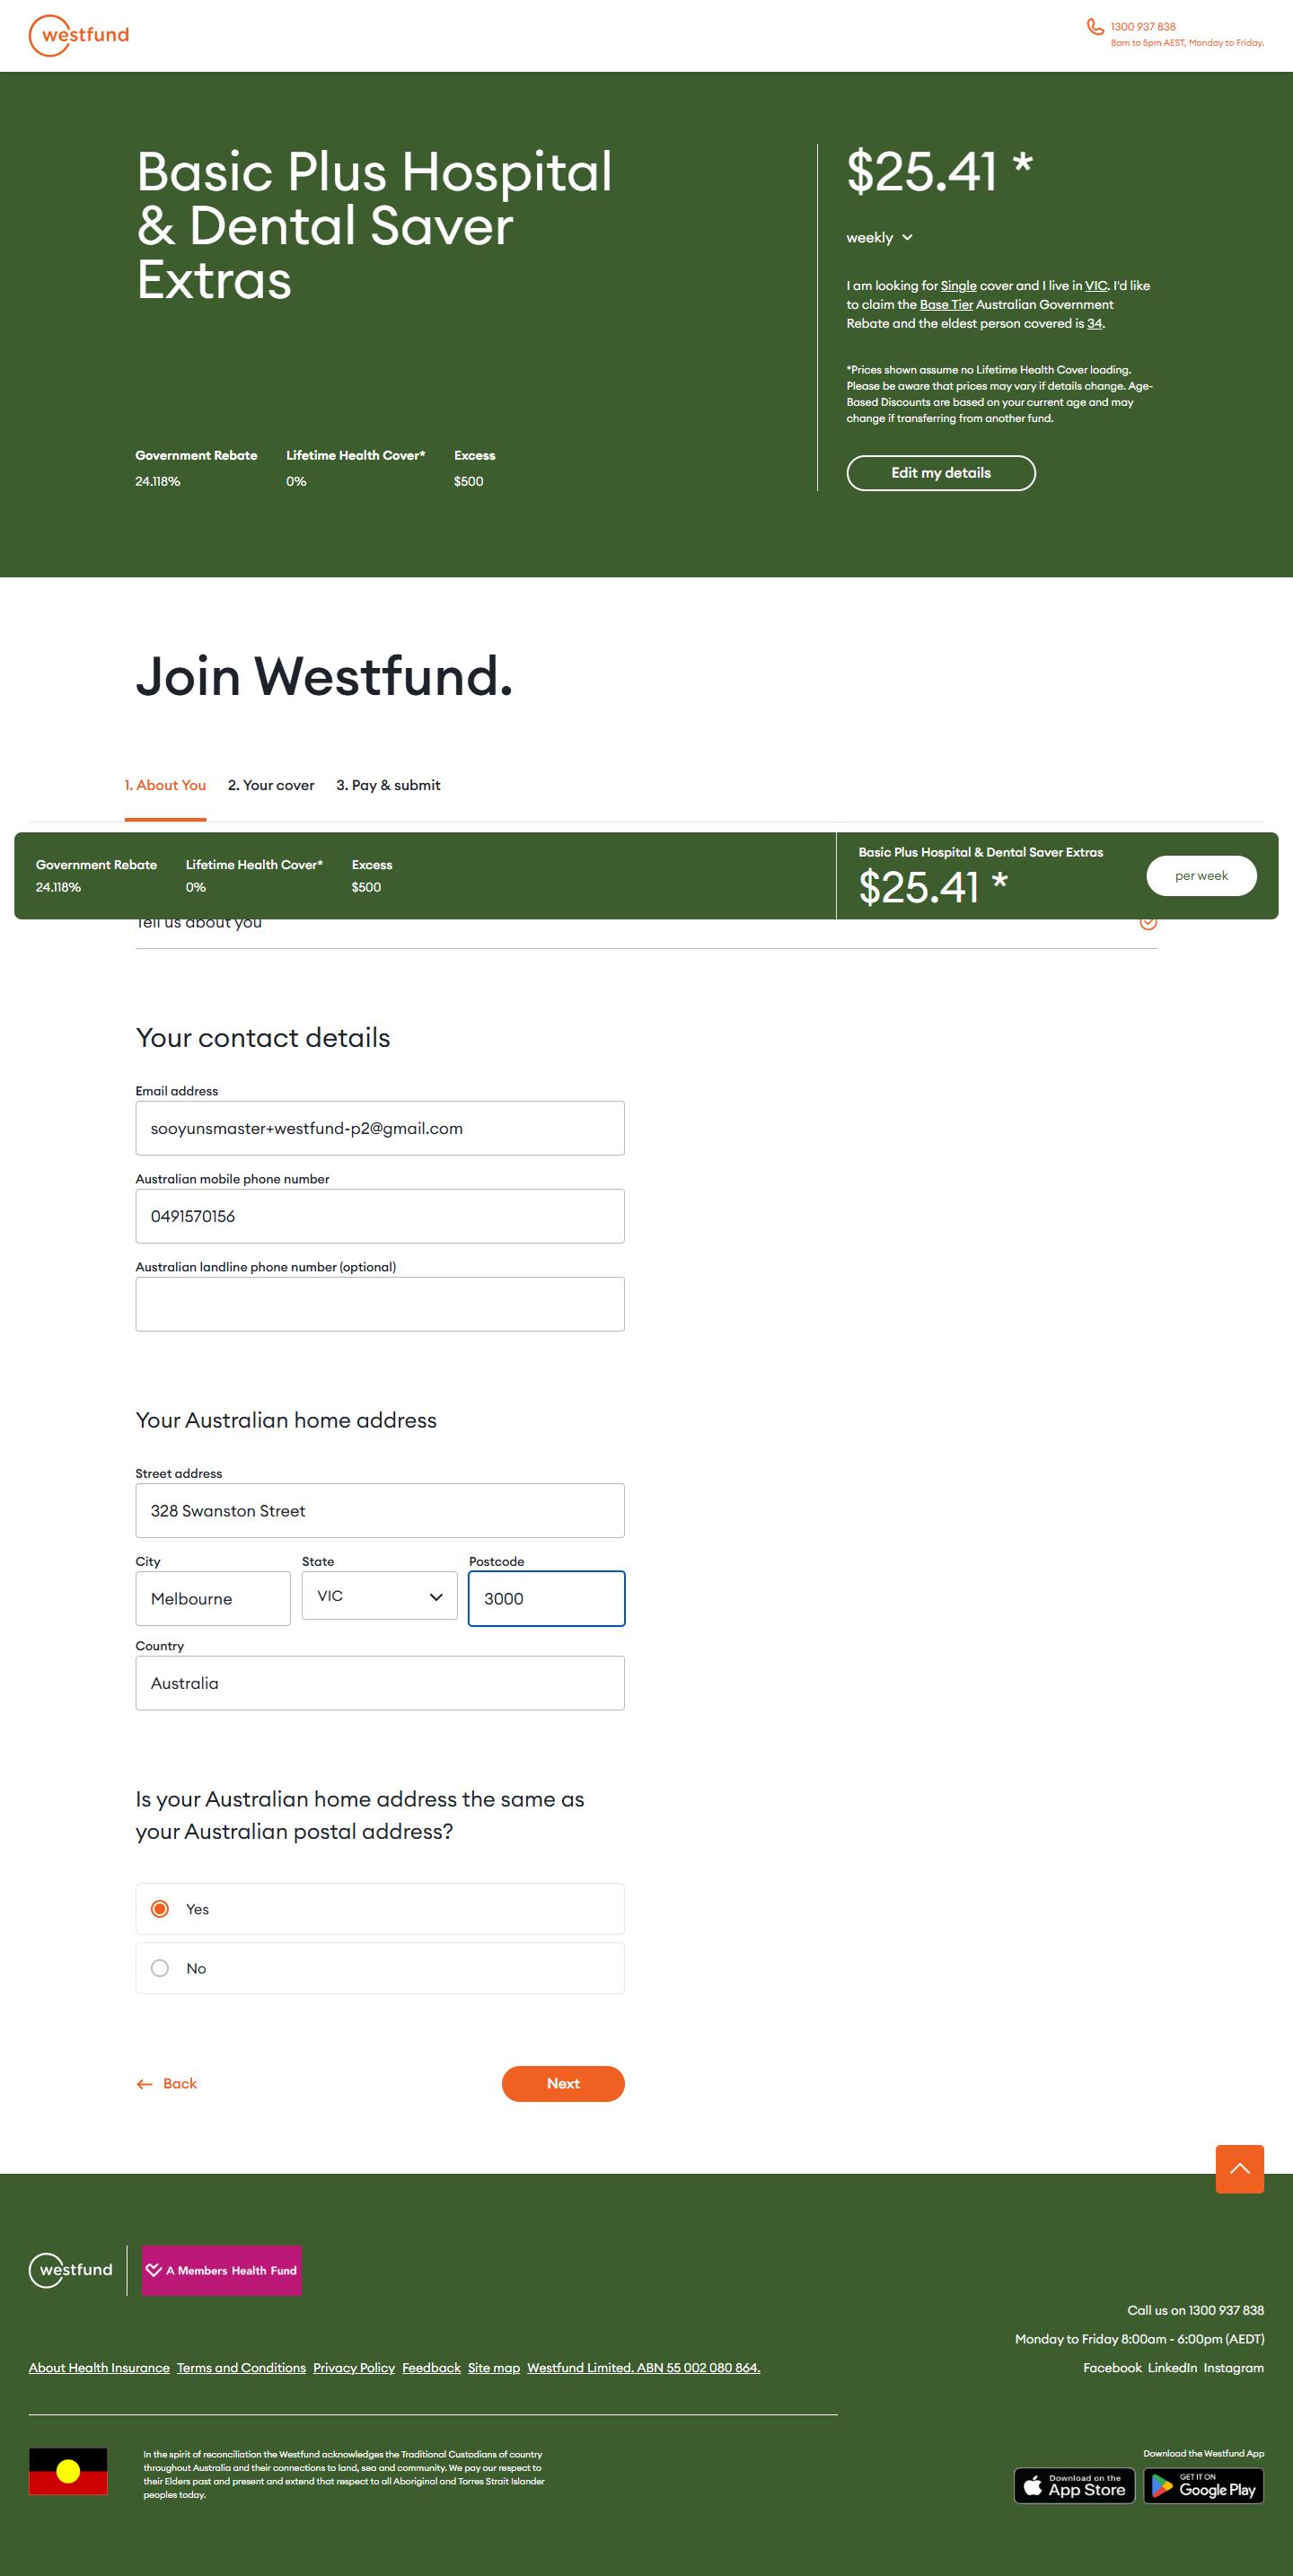 westfund
1300 937 838
8am to 5pm AEST, Monday to Friday.
Basic Plus Hospital
& Dental Saver
Extras
Government Rebate
24.118%
Lifetime Health Cover*
0%
Excess
$500
$25.41 *
weekly
I am looking for Single cover and I live in VIC. I'd like
to claim the Base Tier Australian Government
Rebate and the eldest person covered is 34.
*Prices shown assume no Lifetime Health Cover loading.
Please be aware that prices may vary if details change. Age-
Based Discounts are based on your current age and may
change if transferring from another fund.
Edit my details
Join Westfund.
1. About You
2. Your cover
3. Pay & submit
Government Rebate
24.118%
Lifetime Health Cover*
0%
Excess
$500
Basic Plus Hospital & Dental Saver Extras
$25.41 *
per week
Tell us about you
Your contact details
Email address
sooyunsmaster+westfund-p2@gmail.com
Australian mobile phone number
0491570156
Australian landline phone number (optional)
Your Australian home address
Street address
328 Swanston Street
City
Melbourne
State
VIC
Postcode
3000
Country
Australia
Is your Australian home address the same as
your Australian postal address?
Yes
No
Back
Next
westfund
A Members Health Fund
Call us on 1300 937 838
Monday to Friday 8:00am - 6:00pm (AEDT)
About Health Insurance Terms and Conditions Privacy Policy Feedback Site map Westfund Limited. ABN 55 002 080 864.
Facebook LinkedIn Instagram
In the spirit of reconciliation the Westfund acknowledges the Traditional Custodians of country
throughout Australia and their connections to land, sea and community. We pay our respect to
their Elders past and present and extend that respect to all Aboriginal and Torres Strait Islander
peoples today.
Download the Westfund App
Download on the
App Store
GET IT ON
Google Play